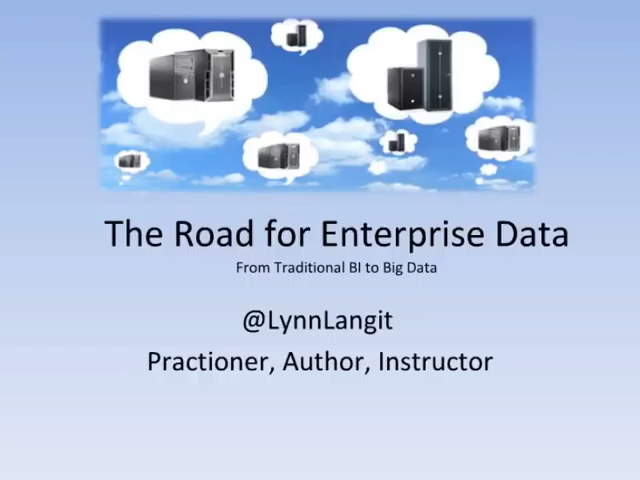 The Road for Enterprise Data
From Traditional BI to Big Data
@LynnLangit
Practioner, Author, Instructor